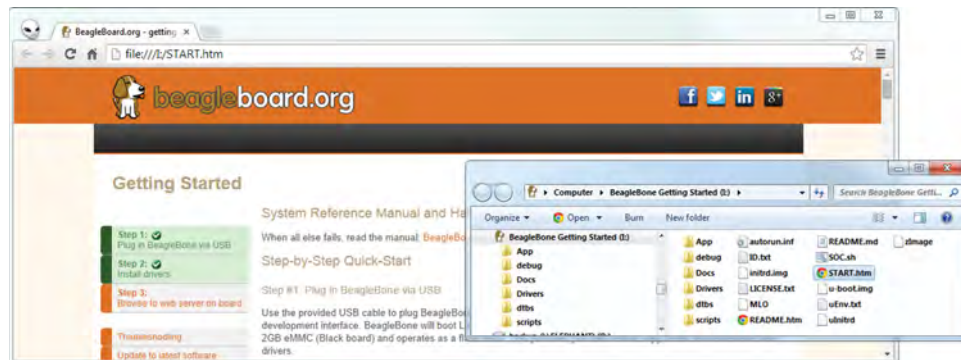 BeagleBoard.org - getting
file:///I:/START.htm
beagleboard.org
Getting Started
Step 1:
Plug in BeagleBone via USB
Step 2:
Install drivers
Step 3:
Browse to web server on board
Troubleshooting
Update to latest software
System Reference Manual and Ha
When all else fails, read the manual: BeagleBo
Step-by-Step Quick-Start
Step #1: Plug in BeagleBone via USB
Use the provided USB cable to plug BeagleBo
development interface. BeagleBone will boot L
2GB eMMC (Black board) and operates as a f
drivers.
Computer BeagleBone Getting Started (I:)
Search BeagleBone Getti...
Organize Open Burn New folder
BeagleBone Getting Started (I:)
App
debug
Docs
Drivers
dtbs
scripts
App
debug
Docs
Drivers
dtbs
scripts
autorun.inf
ID.txt
initrd.img
LICENSE.txt
MLO
README.htm
README.md
SOC.sh
START.htm
u-boot.img
uEnv.txt
uInitrd
zImage